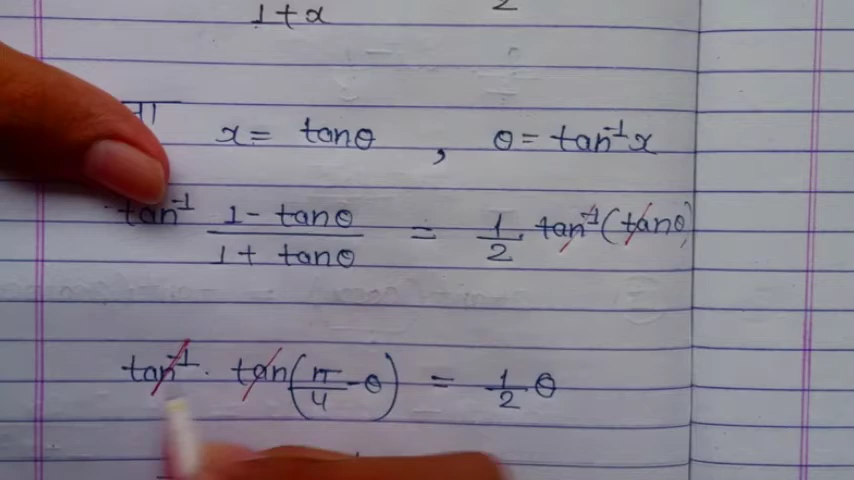 1+x 2
x = tanθ , θ = tan⁻¹x
tan⁻¹ (1 - tanθ)/(1 + tanθ) = 1/2 tan⁻¹(tanθ)
tan⁻¹ . tan(π/4 - θ) = 1/2 θ